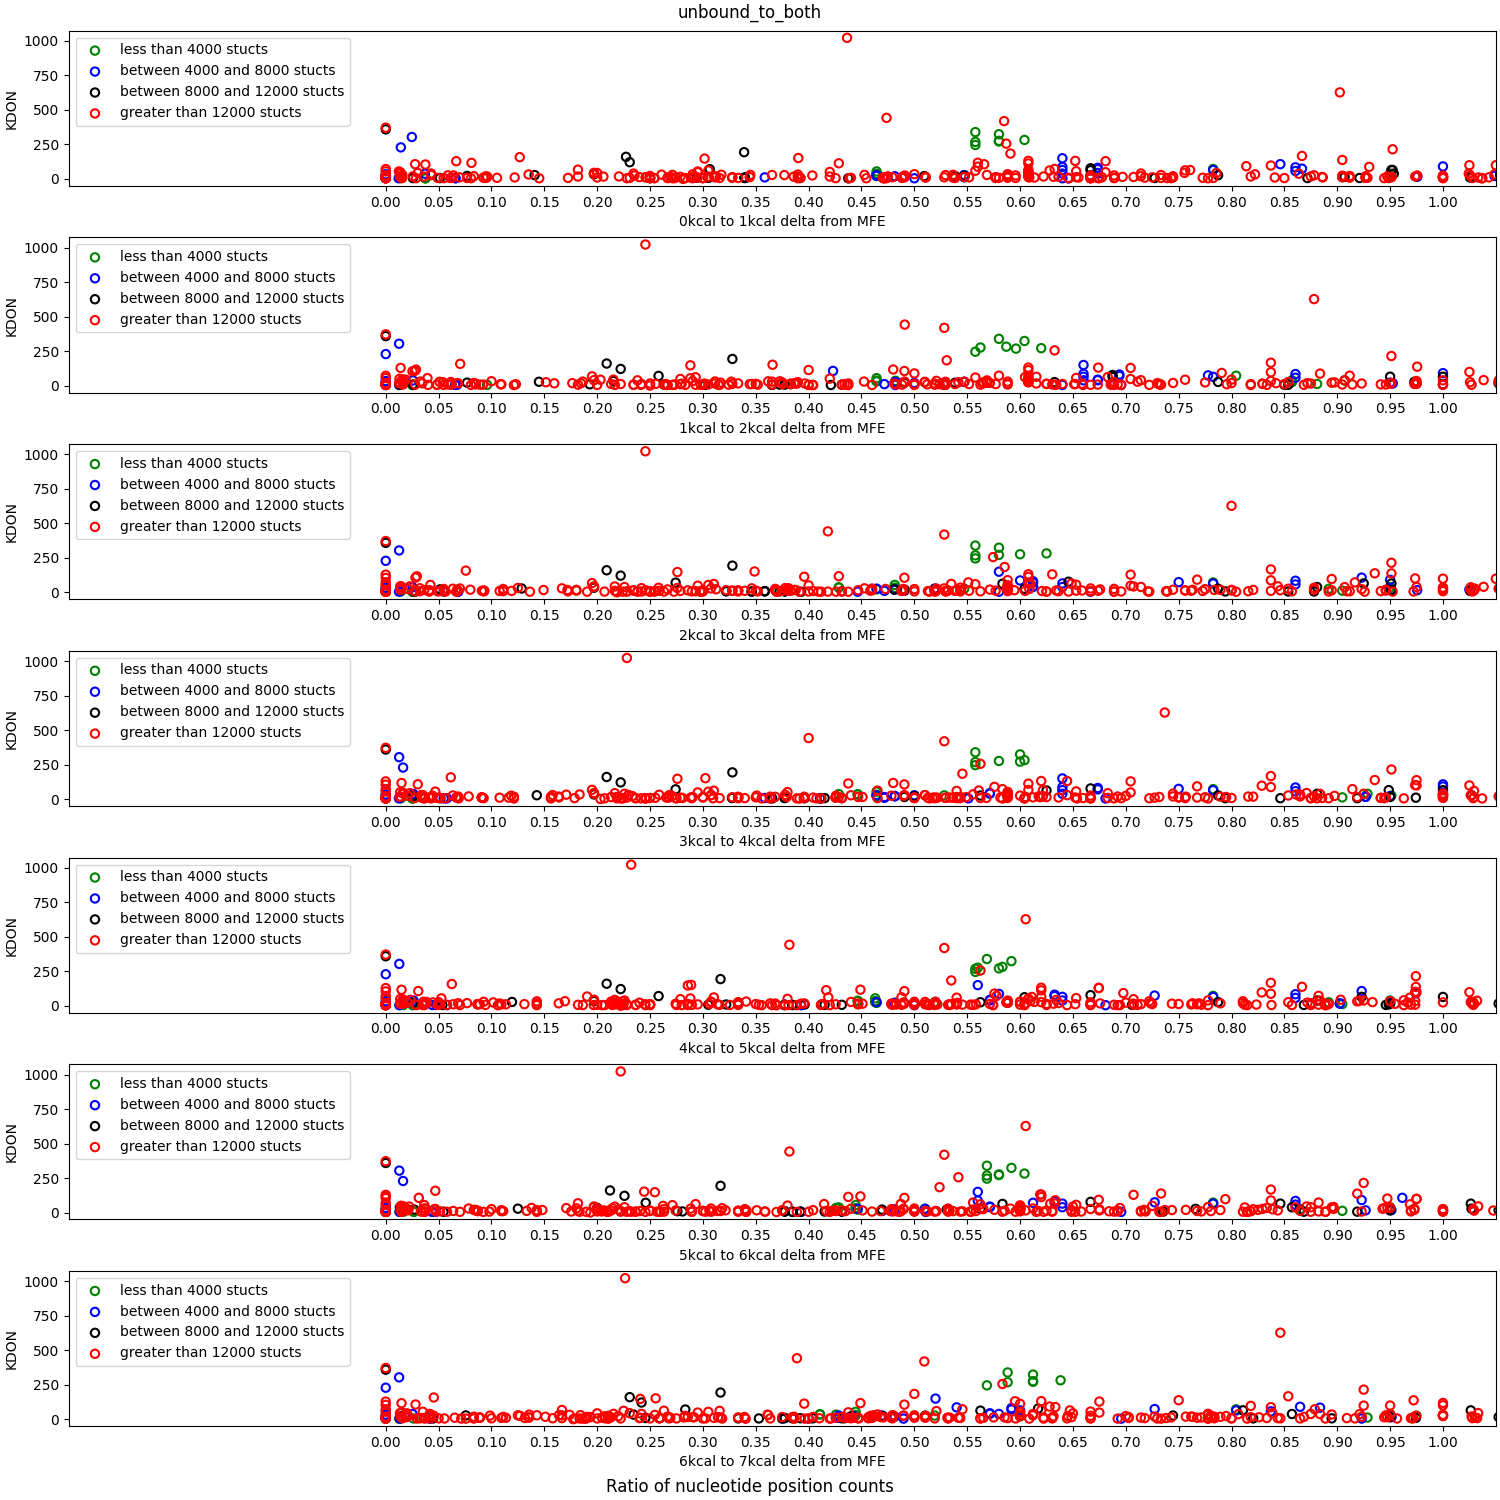 unbound_to_both
KDON
1000
750
500
250
0
less than 4000 stucts
between 4000 and 8000 stucts
between 8000 and 12000 stucts
greater than 12000 stucts
0.00 0.05 0.10 0.15 0.20 0.25 0.30 0.35 0.40 0.45 0.50 0.55 0.60 0.65 0.70 0.75 0.80 0.85 0.90 0.95 1.00
0kcal to 1kcal delta from MFE
KDON
1000
750
500
250
0
less than 4000 stucts
between 4000 and 8000 stucts
between 8000 and 12000 stucts
greater than 12000 stucts
0.00 0.05 0.10 0.15 0.20 0.25 0.30 0.35 0.40 0.45 0.50 0.55 0.60 0.65 0.70 0.75 0.80 0.85 0.90 0.95 1.00
1kcal to 2kcal delta from MFE
KDON
1000
750
500
250
0
less than 4000 stucts
between 4000 and 8000 stucts
between 8000 and 12000 stucts
greater than 12000 stucts
0.00 0.05 0.10 0.15 0.20 0.25 0.30 0.35 0.40 0.45 0.50 0.55 0.60 0.65 0.70 0.75 0.80 0.85 0.90 0.95 1.00
2kcal to 3kcal delta from MFE
KDON
1000
750
500
250
0
less than 4000 stucts
between 4000 and 8000 stucts
between 8000 and 12000 stucts
greater than 12000 stucts
0.00 0.05 0.10 0.15 0.20 0.25 0.30 0.35 0.40 0.45 0.50 0.55 0.60 0.65 0.70 0.75 0.80 0.85 0.90 0.95 1.00
3kcal to 4kcal delta from MFE
KDON
1000
750
500
250
0
less than 4000 stucts
between 4000 and 8000 stucts
between 8000 and 12000 stucts
greater than 12000 stucts
0.00 0.05 0.10 0.15 0.20 0.25 0.30 0.35 0.40 0.45 0.50 0.55 0.60 0.65 0.70 0.75 0.80 0.85 0.90 0.95 1.00
4kcal to 5kcal delta from MFE
KDON
1000
750
500
250
0
less than 4000 stucts
between 4000 and 8000 stucts
between 8000 and 12000 stucts
greater than 12000 stucts
0.00 0.05 0.10 0.15 0.20 0.25 0.30 0.35 0.40 0.45 0.50 0.55 0.60 0.65 0.70 0.75 0.80 0.85 0.90 0.95 1.00
5kcal to 6kcal delta from MFE
KDON
1000
750
500
250
0
less than 4000 stucts
between 4000 and 8000 stucts
between 8000 and 12000 stucts
greater than 12000 stucts
0.00 0.05 0.10 0.15 0.20 0.25 0.30 0.35 0.40 0.45 0.50 0.55 0.60 0.65 0.70 0.75 0.80 0.85 0.90 0.95 1.00
6kcal to 7kcal delta from MFE
Ratio of nucleotide position counts